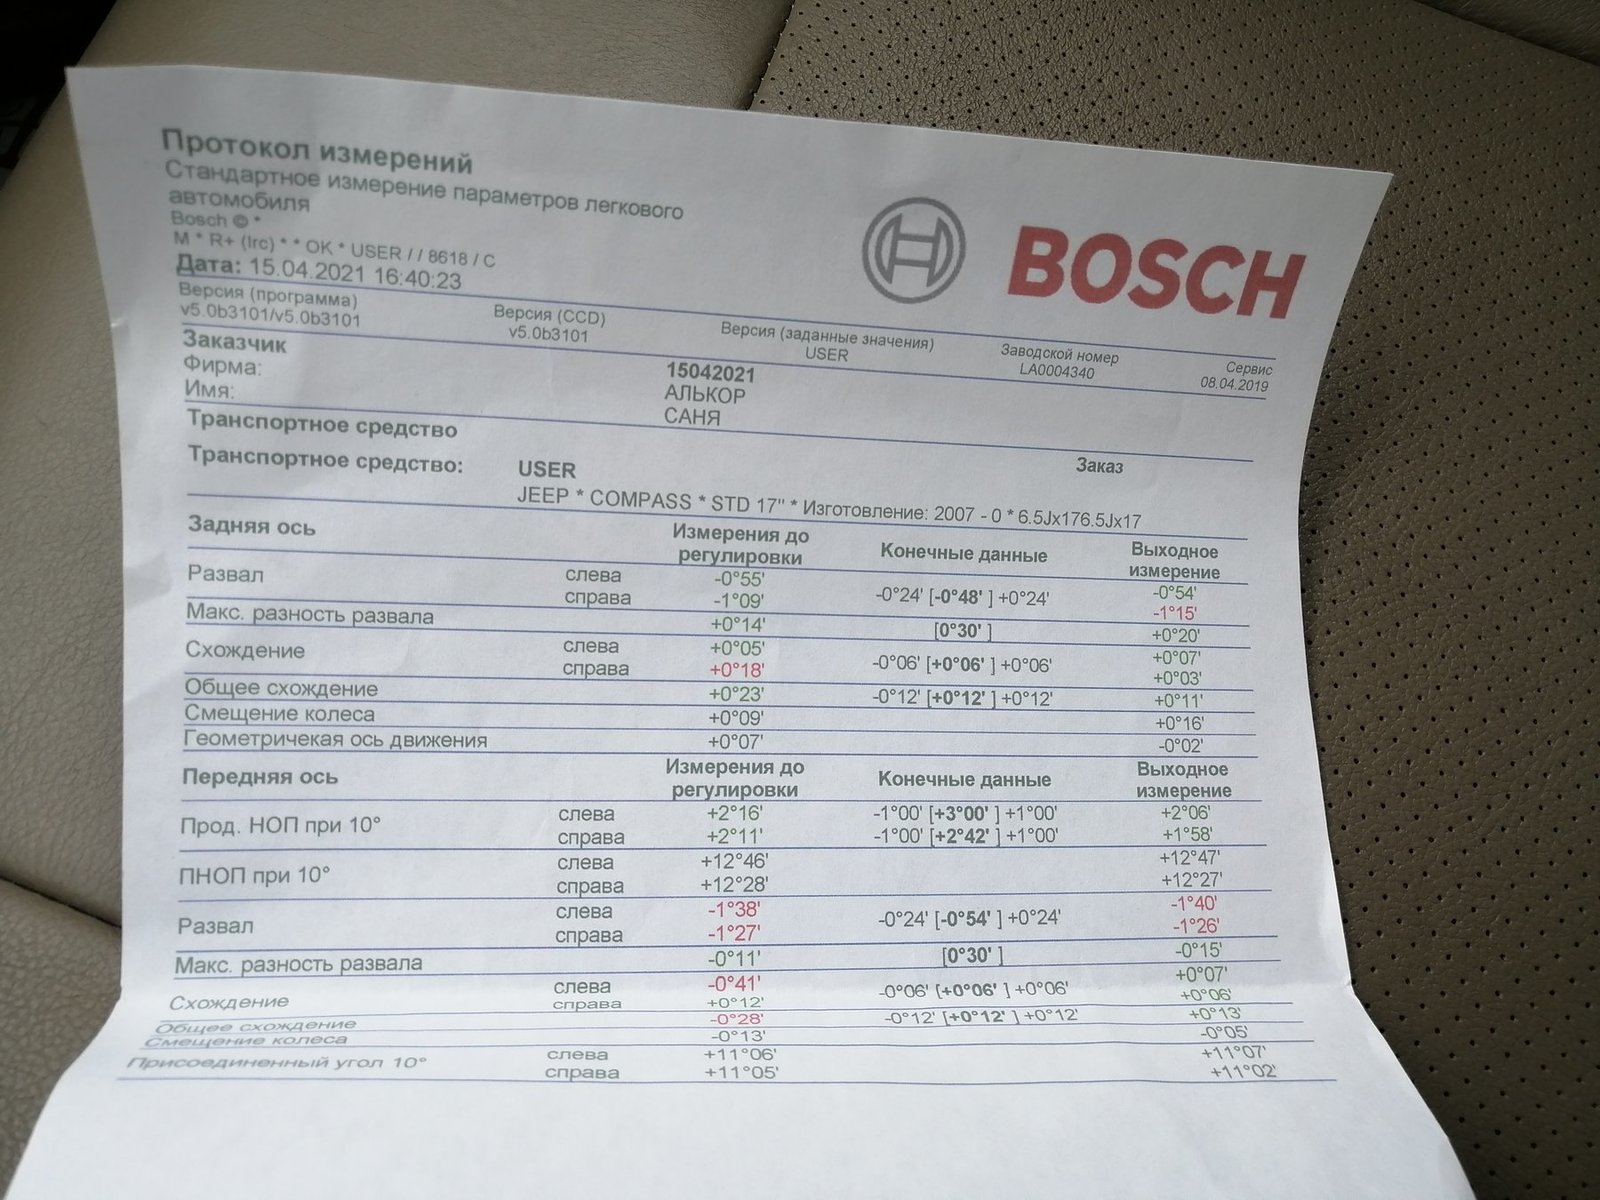 Протокол измерений
Стандартное измерение параметров легкового
автомобиля
Bosch © *
M * R+ (Irc) * * OK * USER / / 8618 / C
Дата: 15.04.2021 16:40:23
BOSCH
Версия (программа) Версия (CCD) Версия (заданные значения) Заводской номер Сервис
v5.0b3101/v5.0b3101 v5.0b3101 USER LA0004340 08.04.2019
Заказчик 15042021
Фирма: АЛЬКОР
Имя: САНЯ
Транспортное средство
Транспортное средство: USER Заказ
JEEP * COMPASS * STD 17" * Изготовление: 2007 - 0 * 6.5Jx176.5Jx17
Задняя ось Измерения до регулировки Конечные данные Выходное измерение
Развал слева -0°55' -0°24' [-0°48' ] +0°24' -0°54'
справа -1°09' -1°15'
Макс. разность развала +0°14' [0°30' ] +0°20'
Схождение слева +0°05' -0°06' [+0°06' ] +0°06' +0°07'
справа +0°18' +0°03'
Общее схождение +0°23' -0°12' [+0°12' ] +0°12' +0°11'
Смещение колеса +0°09' +0°16'
Геометричекая ось движения +0°07' -0°02'
Передняя ось Измерения до регулировки Конечные данные Выходное измерение
Прод. НОП при 10° слева +2°16' -1°00' [+3°00' ] +1°00' +2°06'
справа +2°11' -1°00' [+2°42' ] +1°00' +1°58'
ПНОП при 10° слева +12°46' +12°47'
справа +12°28' +12°27'
Развал слева -1°38' -0°24' [-0°54' ] +0°24' -1°40'
справа -1°27' -1°26'
Макс. разность развала -0°11' [0°30' ] -0°15'
Схождение слева -0°41' -0°06' [+0°06' ] +0°06' +0°07'
справа +0°12' +0°06'
Общее схождение -0°28' -0°12' [+0°12' ] +0°12' +0°13'
Смещение колеса -0°13' -0°05'
Присоединенный угол 10° слева +11°06' +11°07'
справа +11°05' +11°02'